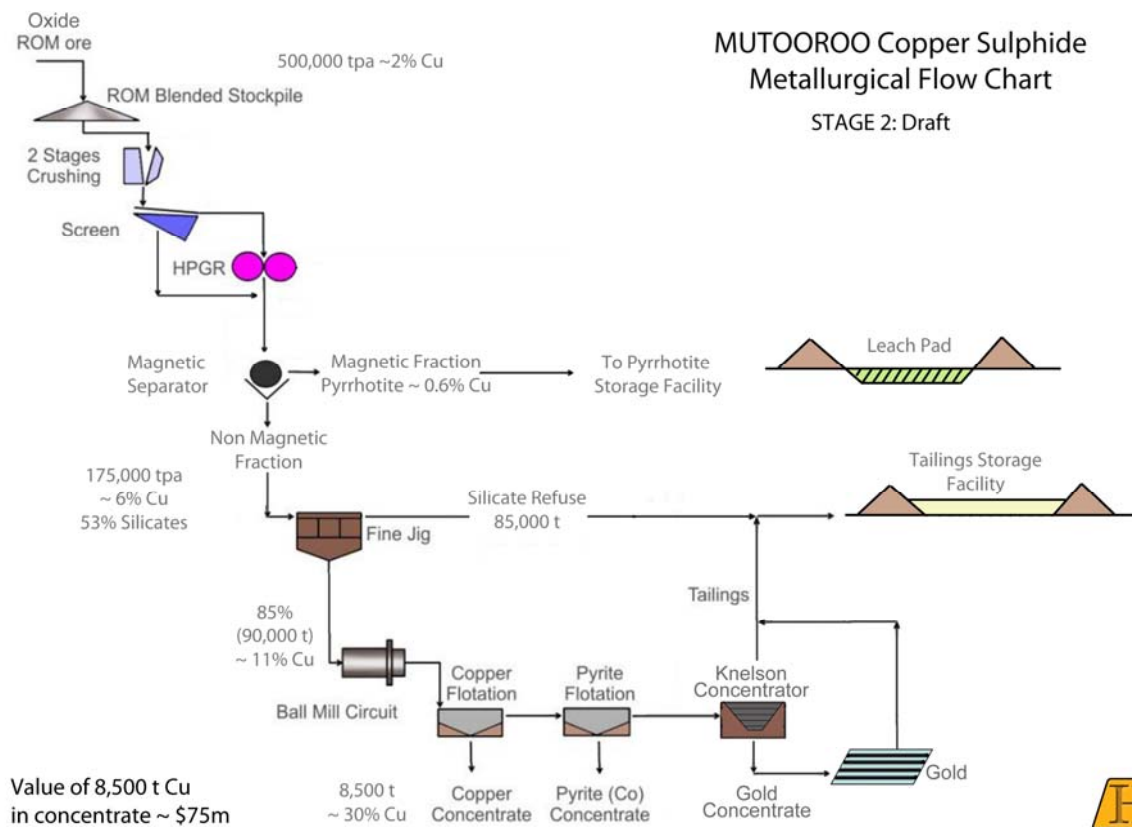 Oxide
ROM ore
500,000 tpa ~2% Cu
MUTOOROO Copper Sulphide
Metallurgical Flow Chart
STAGE 2: Draft
ROM Blended Stockpile
2 Stages
Crushing
Screen
HPGR
Magnetic
Separator
Magnetic Fraction
Pyrrhotite ~ 0.6% Cu
To Pyrrhotite
Storage Facility
Leach Pad
Non Magnetic
Fraction
175,000 tpa
~ 6% Cu
53% Silicates
Fine Jig
Silicate Refuse
85,000 t
Tailings Storage
Facility
Tailings
85%
(90,000 t)
~ 11% Cu
Ball Mill Circuit
Copper
Flotation
Pyrite
Flotation
Knelson
Concentrator
Gold
Value of 8,500 t Cu
in concentrate ~ $75m
8,500 t
~ 30% Cu
Copper
Concentrate
Pyrite (Co)
Concentrate
Gold
Concentrate